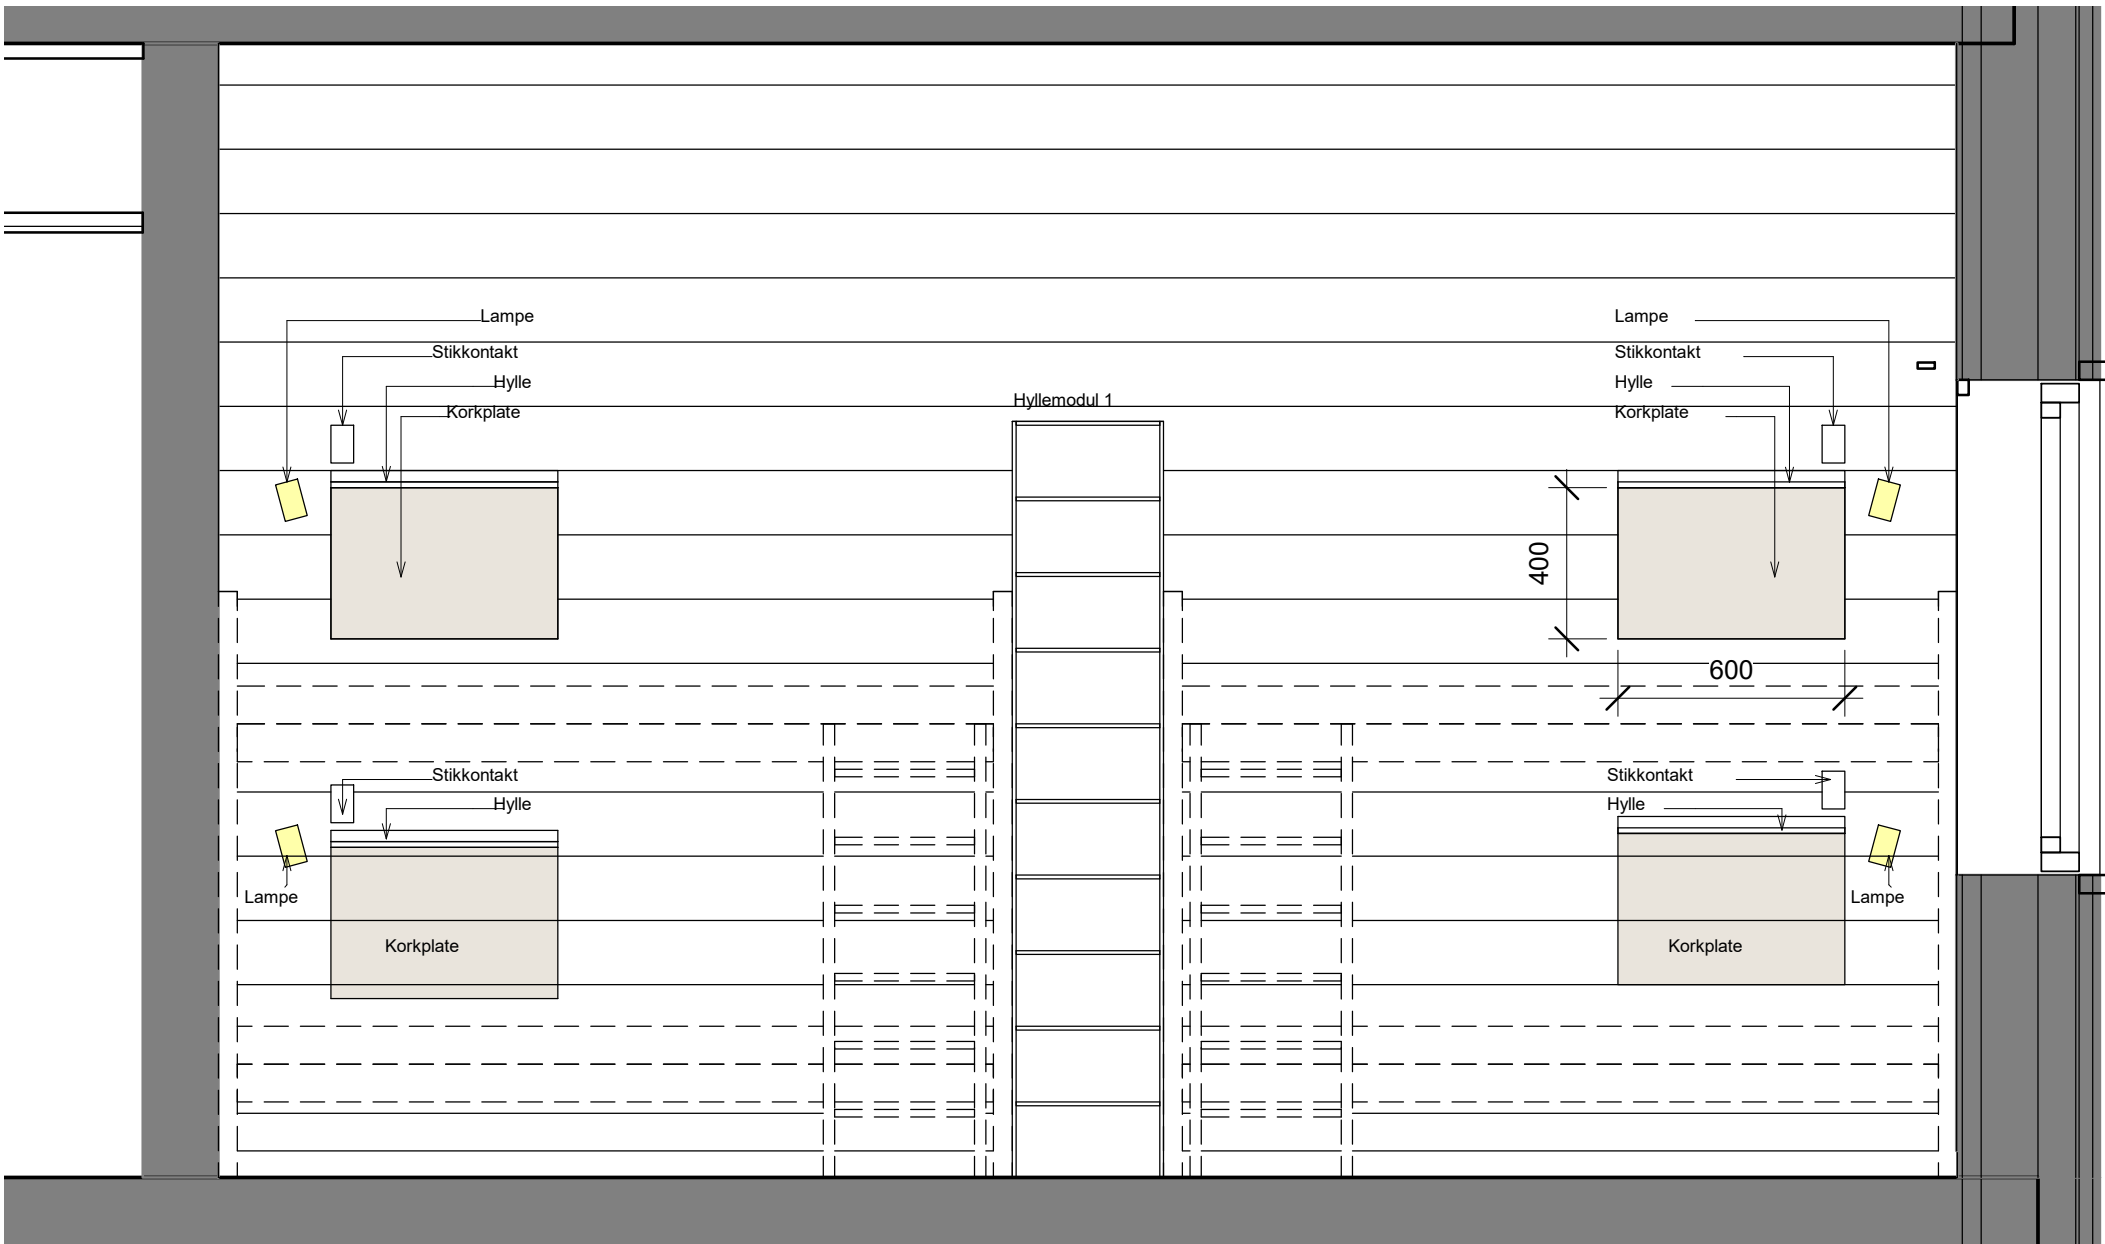 Lampe
Lampe
Stikkontakt
Stikkontakt
Hylle
Hylle
Hyllemodul 1
Korkplate
Korkplate
400
600
Stikkontakt
Stikkontakt
Hylle
Hylle
Lampe
Lampe
Korkplate
Korkplate